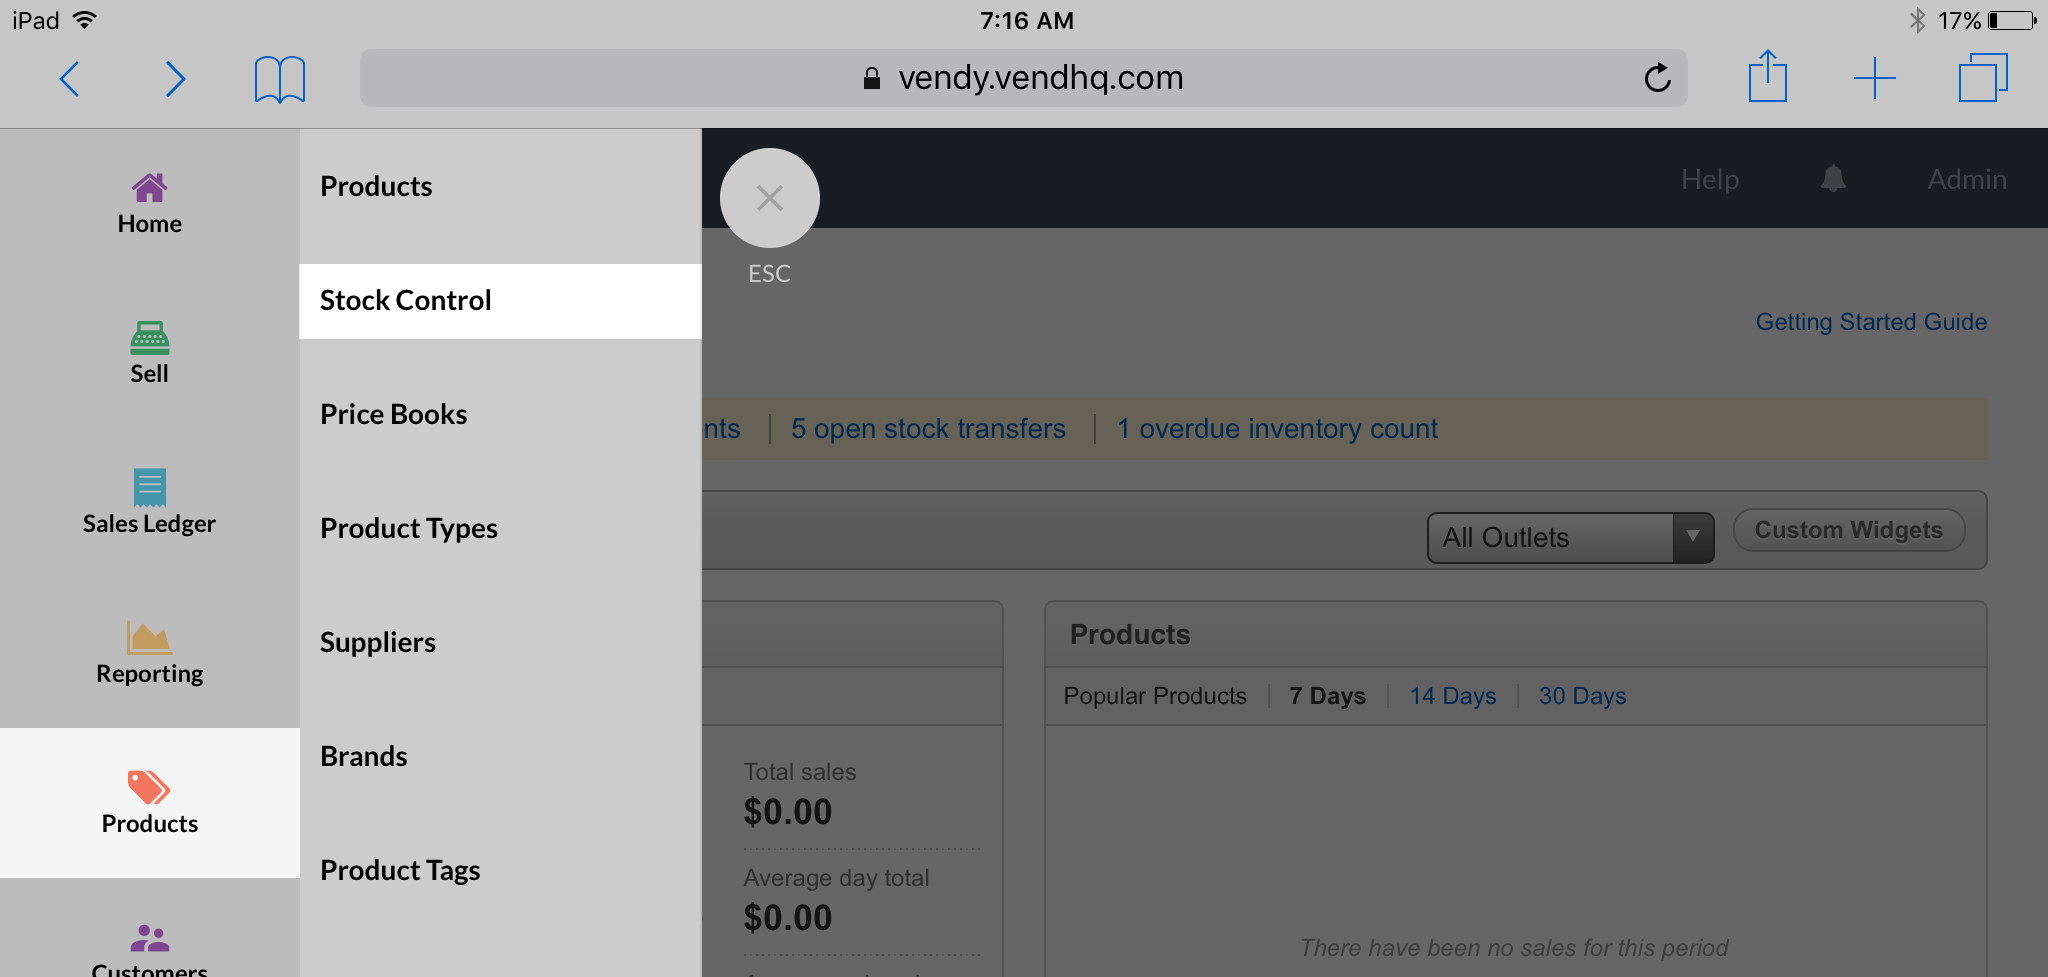 iPad
7:16 AM
17%
vendy.vendhq.com
Home
Sell
Sales Ledger
Reporting
Products
Customers
Products
Stock Control
Price Books
Product Types
Suppliers
Brands
Product Tags
ESC
Help
Admin
Getting Started Guide
nts | 5 open stock transfers | 1 overdue inventory count
All Outlets
Custom Widgets
Total sales
$0.00
Average day total
$0.00
Products
Popular Products | 7 Days | 14 Days | 30 Days
There have been no sales for this period